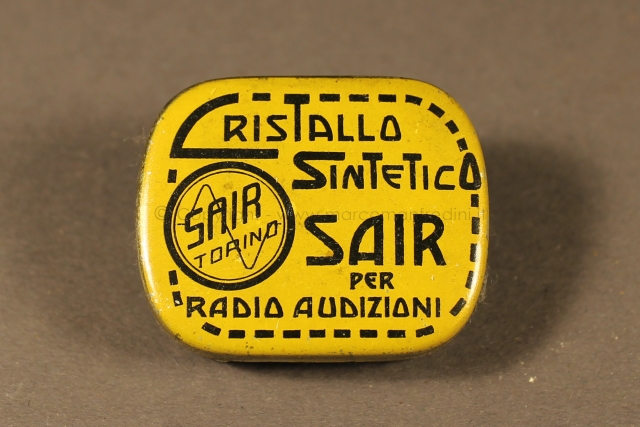 CRISTALLO
SINTETICO
SAIR
TORINO
SAIR
PER
RADIO AUDIZIONI